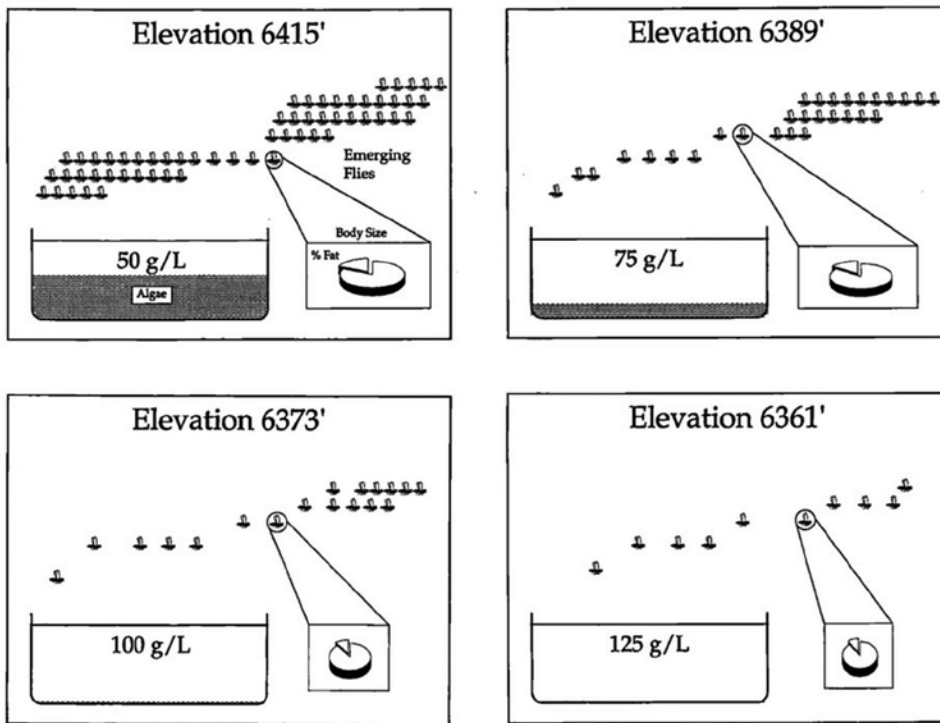 Elevation 6415'
Emerging
Flies
Body Size
% Fat
50 g/L
Algae
Elevation 6389'
75 g/L
Elevation 6373'
100 g/L
Elevation 6361'
125 g/L